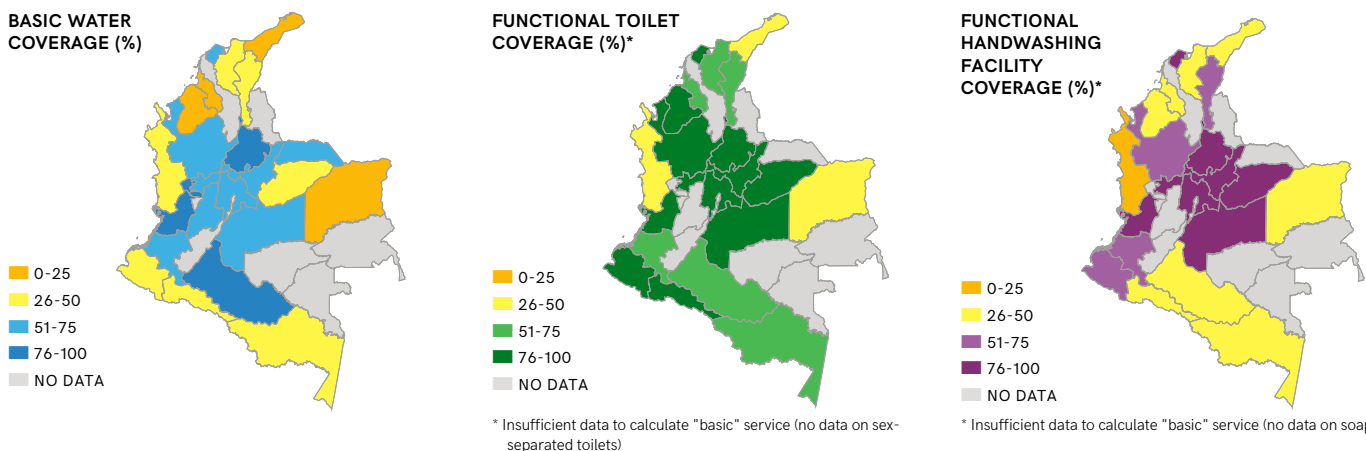 BASIC WATER
COVERAGE (%)
0-25
26-50
51-75
76-100
NO DATA
FUNCTIONAL TOILET
COVERAGE (%)*
0-25
26-50
51-75
76-100
NO DATA
* Insufficient data to calculate "basic" service (no data on sex-
separated toilets)
FUNCTIONAL
HANDWASHING
FACILITY
COVERAGE (%)*
0-25
26-50
51-75
76-100
NO DATA
* Insufficient data to calculate "basic" service (no data on soap